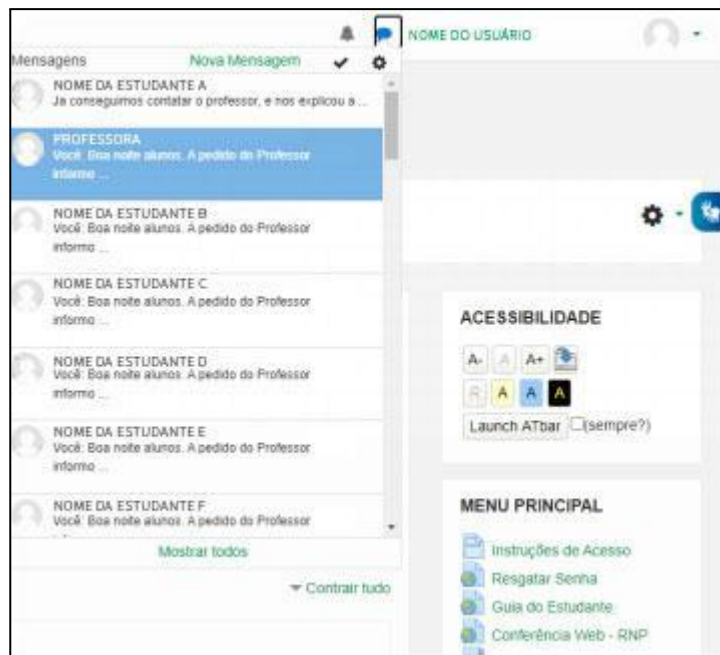 NOME DO USUÁRIO
Mensagens Nova Mensagem
NOME DA ESTUDANTE A
Ja conseguimos contatar o professor, e nos explicou a ...
PROFESSORA
Você: Boa noite alunos. A pedido do Professor
informo ...
NOME DA ESTUDANTE B
Você: Boa noite alunos. A pedido do Professor
informo ...
NOME DA ESTUDANTE C
Você: Boa noite alunos. A pedido do Professor
informo ...
NOME DA ESTUDANTE D
Você: Boa noite alunos. A pedido do Professor
informo ...
NOME DA ESTUDANTE E
Você: Boa noite alunos. A pedido do Professor
informo ...
NOME DA ESTUDANTE F
Você: Boa noite alunos. A pedido do Professor
Mostrar todos
Contrair tudo
ACESSIBILIDADE
A- A A+
R A A A
Launch ATbar (sempre?)
MENU PRINCIPAL
Instruções de Acesso
Resgatar Senha
Guia do Estudante
Conferência Web - RNP